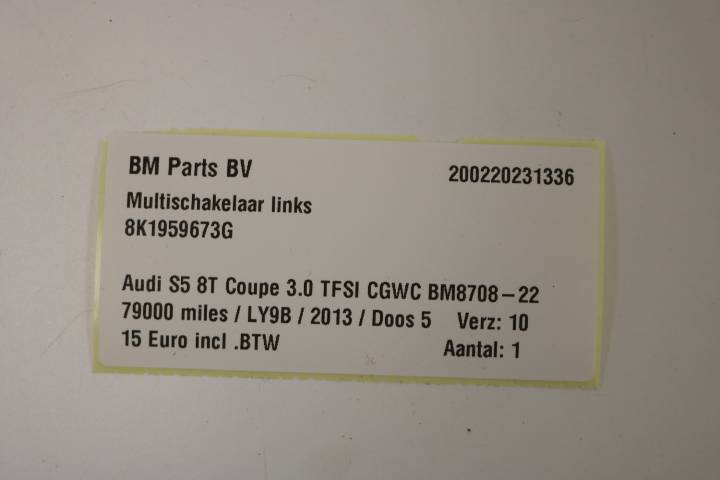 BM Parts BV 200220231336
Multischakelaar links
8K1959673G
Audi S5 8T Coupe 3.0 TFSI CGWC BM8708-22
79000 miles / LY9B / 2013 / Doos 5 Verz: 10
15 Euro incl .BTW Aantal: 1